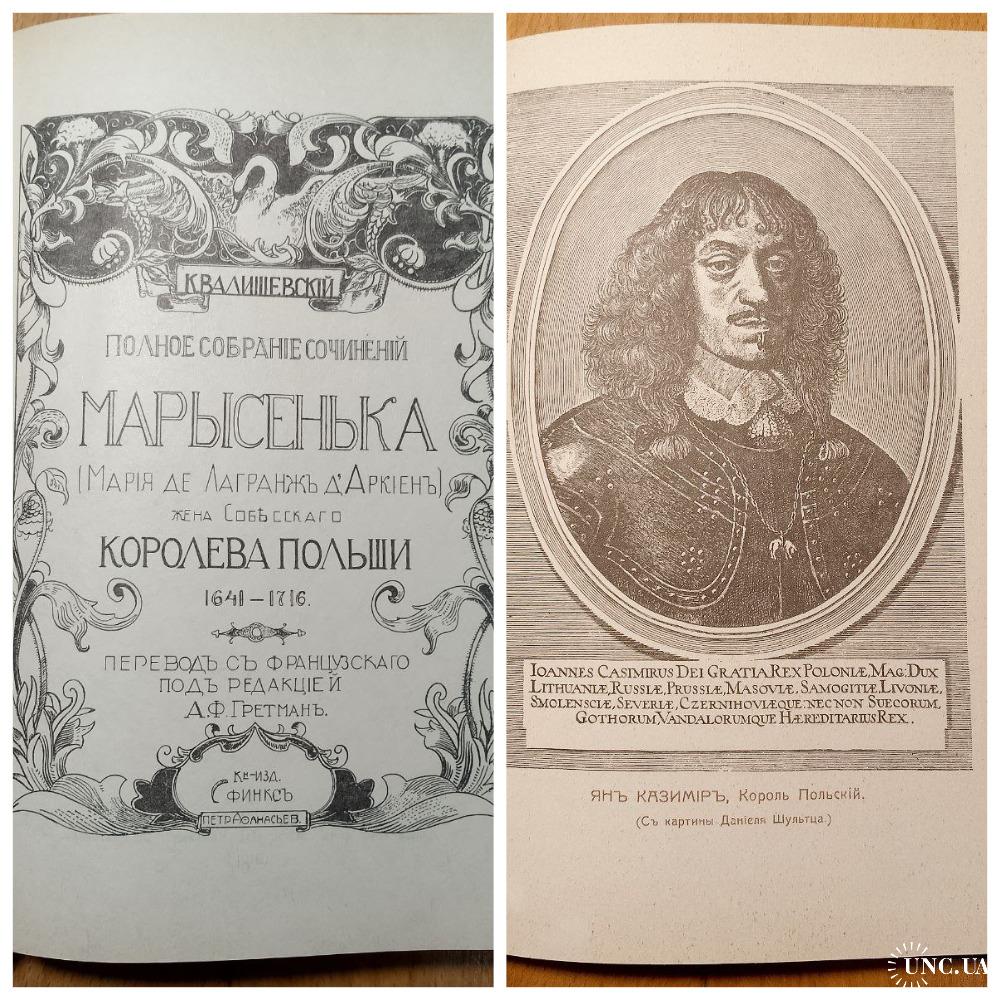 К ВАЛИШЕВСКІЙ
ПОЛНОЕ СОБРАНІЕ СОЧИНЕНІЙ
МАРЫСЕНЬКА
(МАРІЯ ДЕ ЛАГРАНЖЪ Д'АРКІЕНЪ)
ЖЕНА СОБѢССКАГО
КОРОЛЕВА ПОЛЬШИ
1641–1716.
ПЕРЕВОДЪ СЪ ФРАНЦУЗСКАГО
ПОДЪ РЕДАКЦІЕЙ
А.Ф. ГРЕТМАНЪ.
КН-ИЗД.
СФИНКСЪ
ПЕТРАѲАНАСЬЕВ.
IOANNES CASIMIRUS DEI GRATIA REX POLONIÆ, MAG: DUX
LITHUANIÆ, RUSSIÆ, PRUSSIÆ, MASOVIÆ, SAMOGITIÆ, LIVONIÆ,
SMOLENSCIÆ, SEVERIÆ, CZERNIHOVIÆQUE: NEC NON SUECORUM,
GOTHORUM VANDALORUMQUE HÆREDITARIUS REX.
ЯНЪ КАЗИМІРЪ, Король Польскій.
(Съ картины Даніеля Шультца.)
UNC.UA